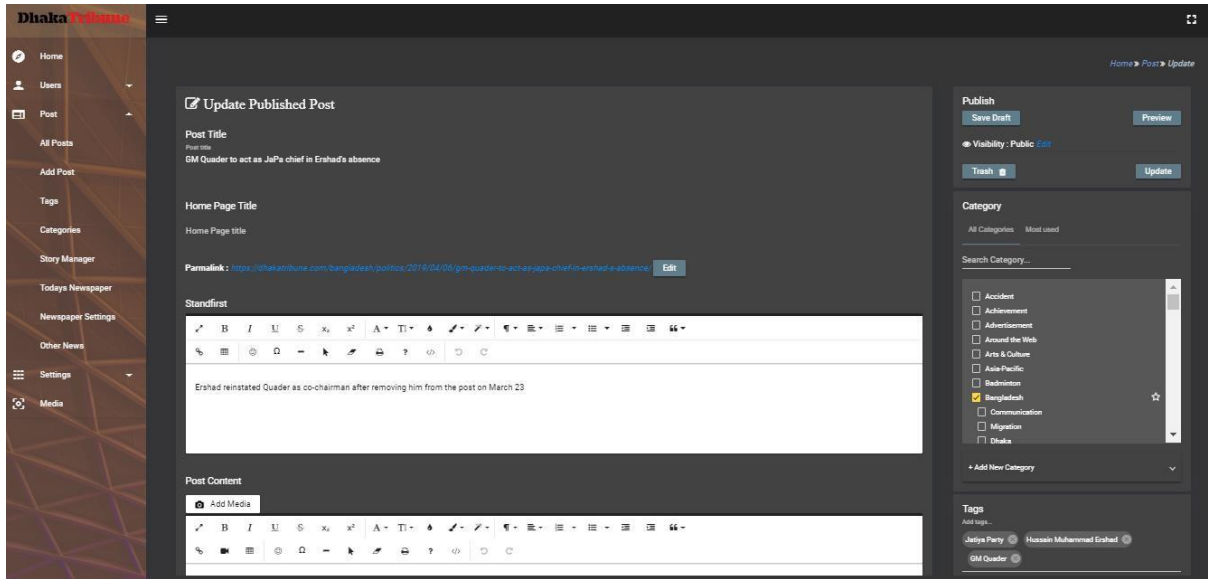 DhakaTribune
Home
Users
Post
All Posts
Add Post
Tags
Categories
Story Manager
Todays Newspaper
Newspaper Settings
Other News
Settings
Media
Home» Post» Update
Update Published Post
Post Title
Post title
GM Quader to act as JaPa chief in Ershad's absence
Home Page Title
Home Page title
Parmalink : https://dhakatribune.com/bangladesh/politics/2019/04/06/gm-quader-to-act-as-japa-chief-in-ershad-s-absence/ Edit
Standfirst
Ershad reinstated Quader as co-chairman after removing him from the post on March 23
Post Content
Add Media
Publish
Save Draft Preview
Visibility : Public Edit
Trash Update
Category
All Categories Most used
Search Category...
Accident
Achievement
Advertisement
Around the Web
Arts & Culture
Asia-Pacific
Badminton
Bangladesh
Communication
Migration
Dhaka
+ Add New Category
Tags
Add tags...
Jatiya Party Hussain Muhammad Ershad
GM Quader